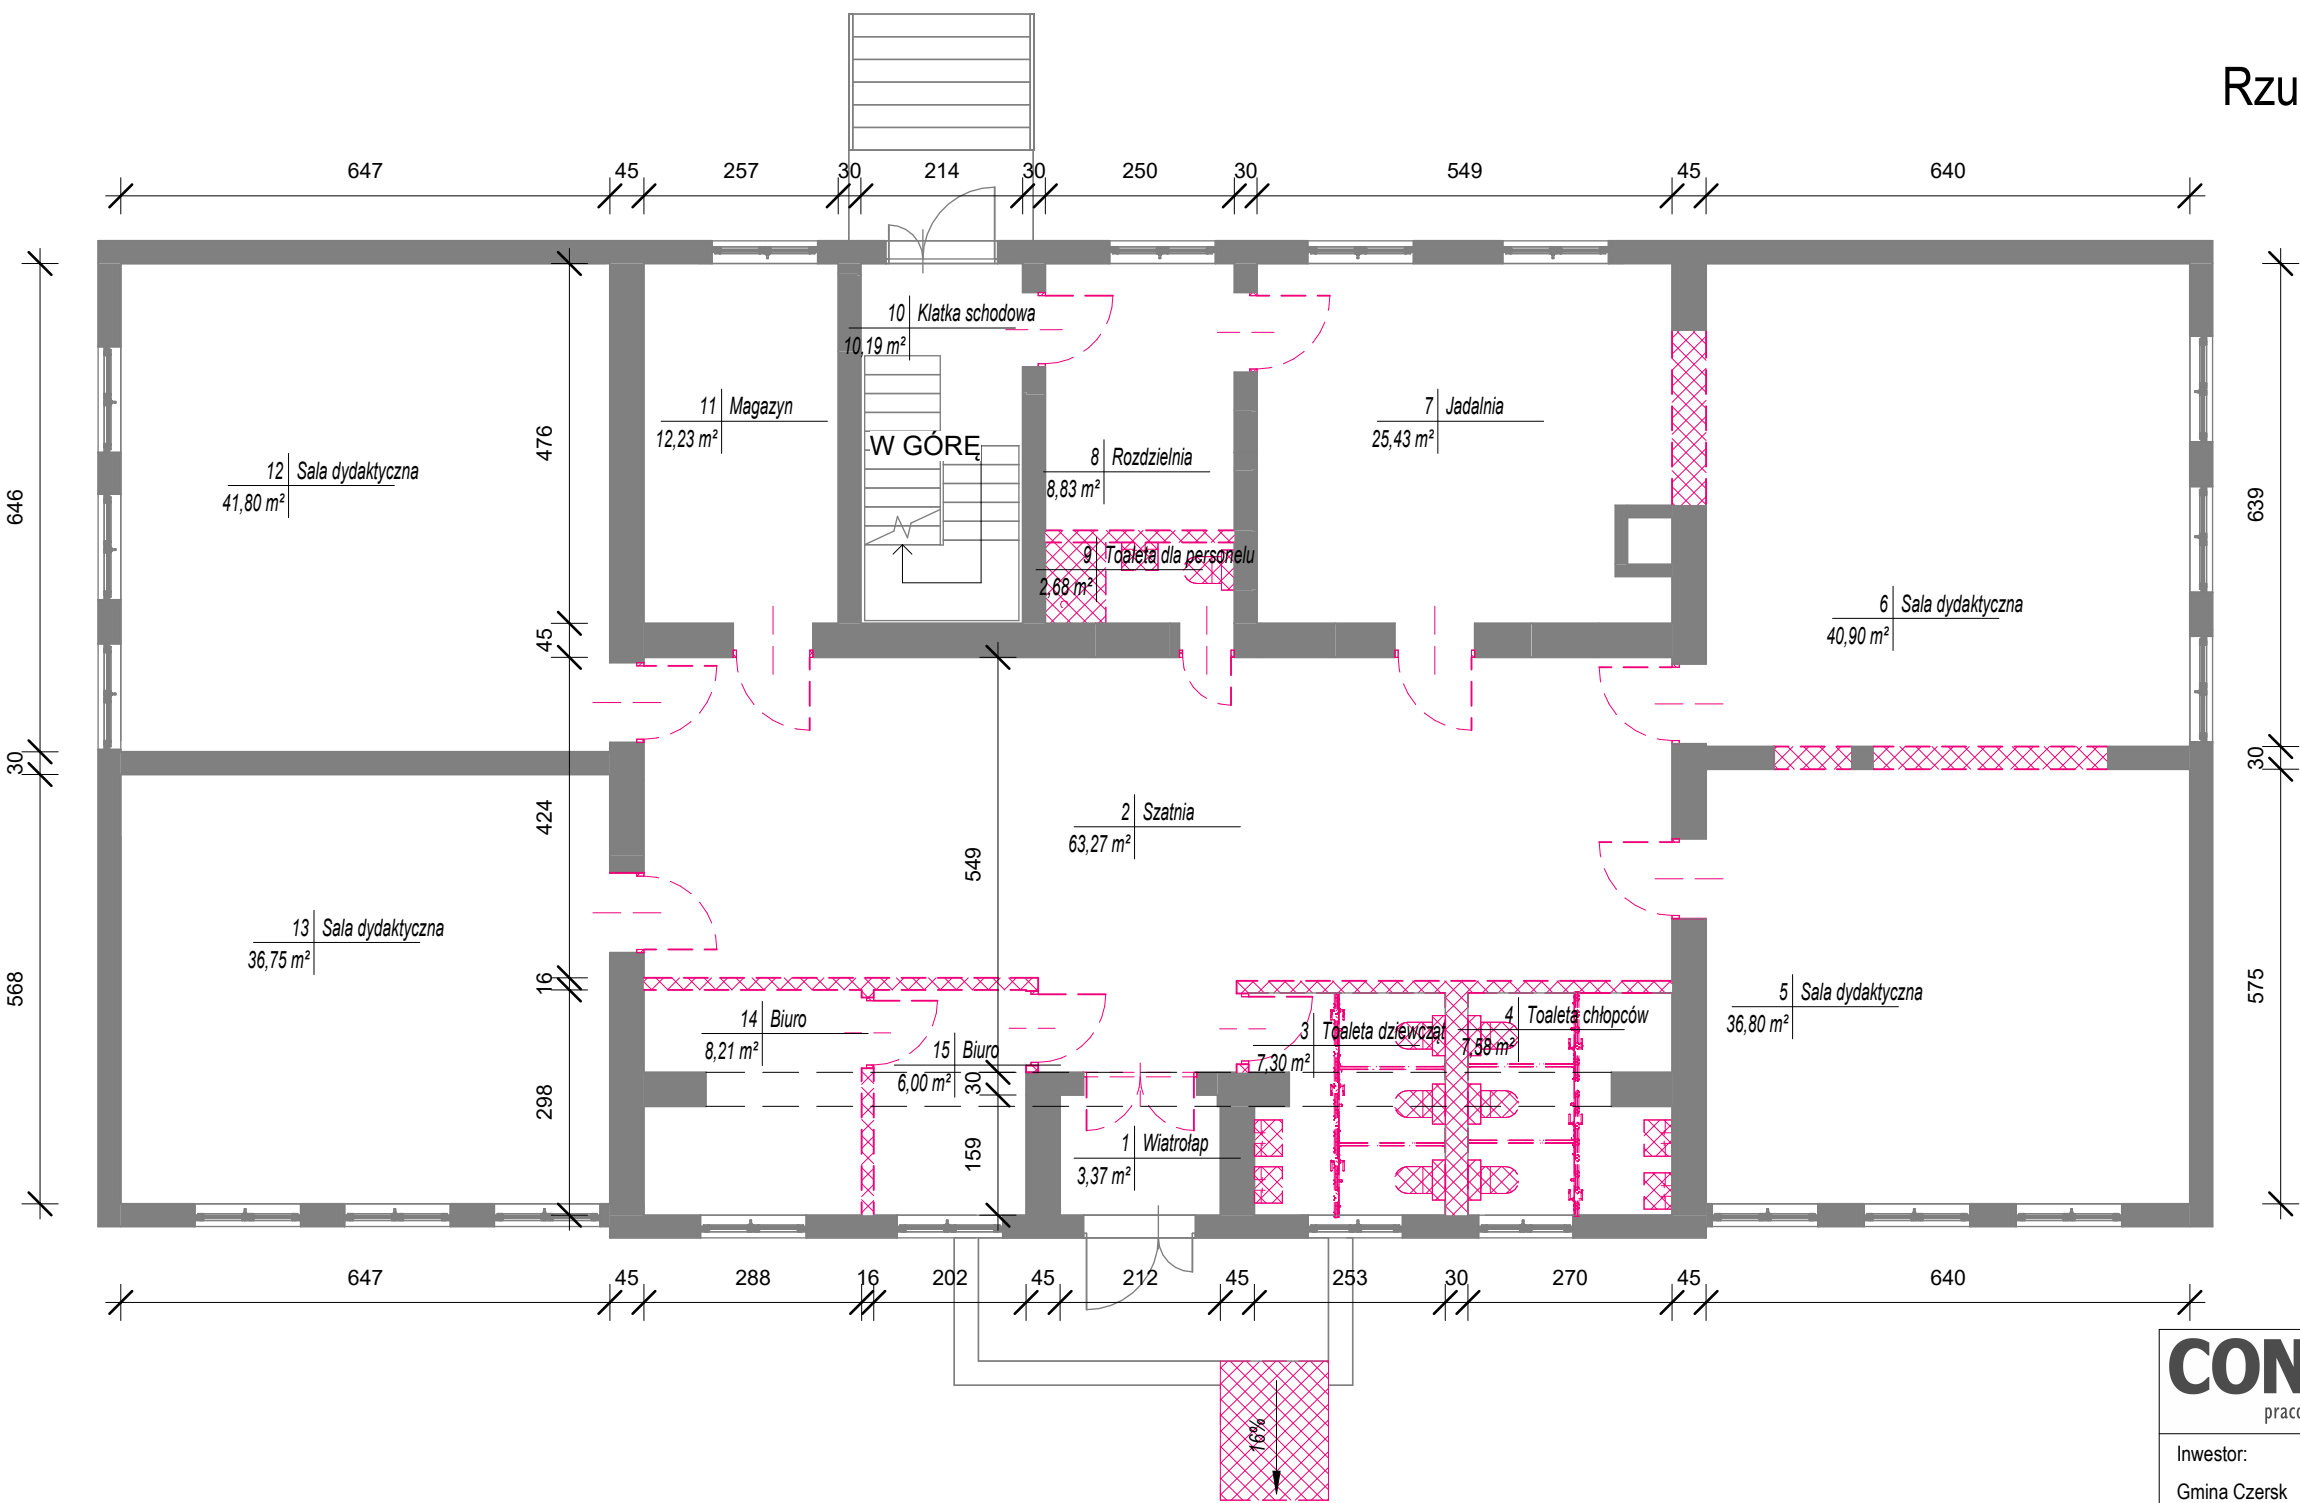 Rzu
647
45
257
30
214
30
250
30
549
45
640
10 Klatka schodowa
10,19 m²
11 Magazyn
12,23 m²
7 Jadalnia
25,43 m²
W GÓRĘ
8 Rozdzielnia
8,83 m²
12 Sala dydaktyczna
41,80 m²
476
646
639
9 Toaleta dla personelu
2,68 m²
6 Sala dydaktyczna
40,90 m²
45
30
30
424
2 Szatnia
63,27 m²
549
13 Sala dydaktyczna
36,75 m²
568
16
575
5 Sala dydaktyczna
36,80 m²
14 Biuro
8,21 m²
15 Biuro
6,00 m²
3 Toaleta dziewcząt
7,30 m²
4 Toaleta chłopców
7,58 m²
30
298
159
1 Wiatrołap
3,37 m²
647
45
288
16
202
45
212
45
253
30
270
45
640
16%
CON
praco
Inwestor:
Gmina Czersk